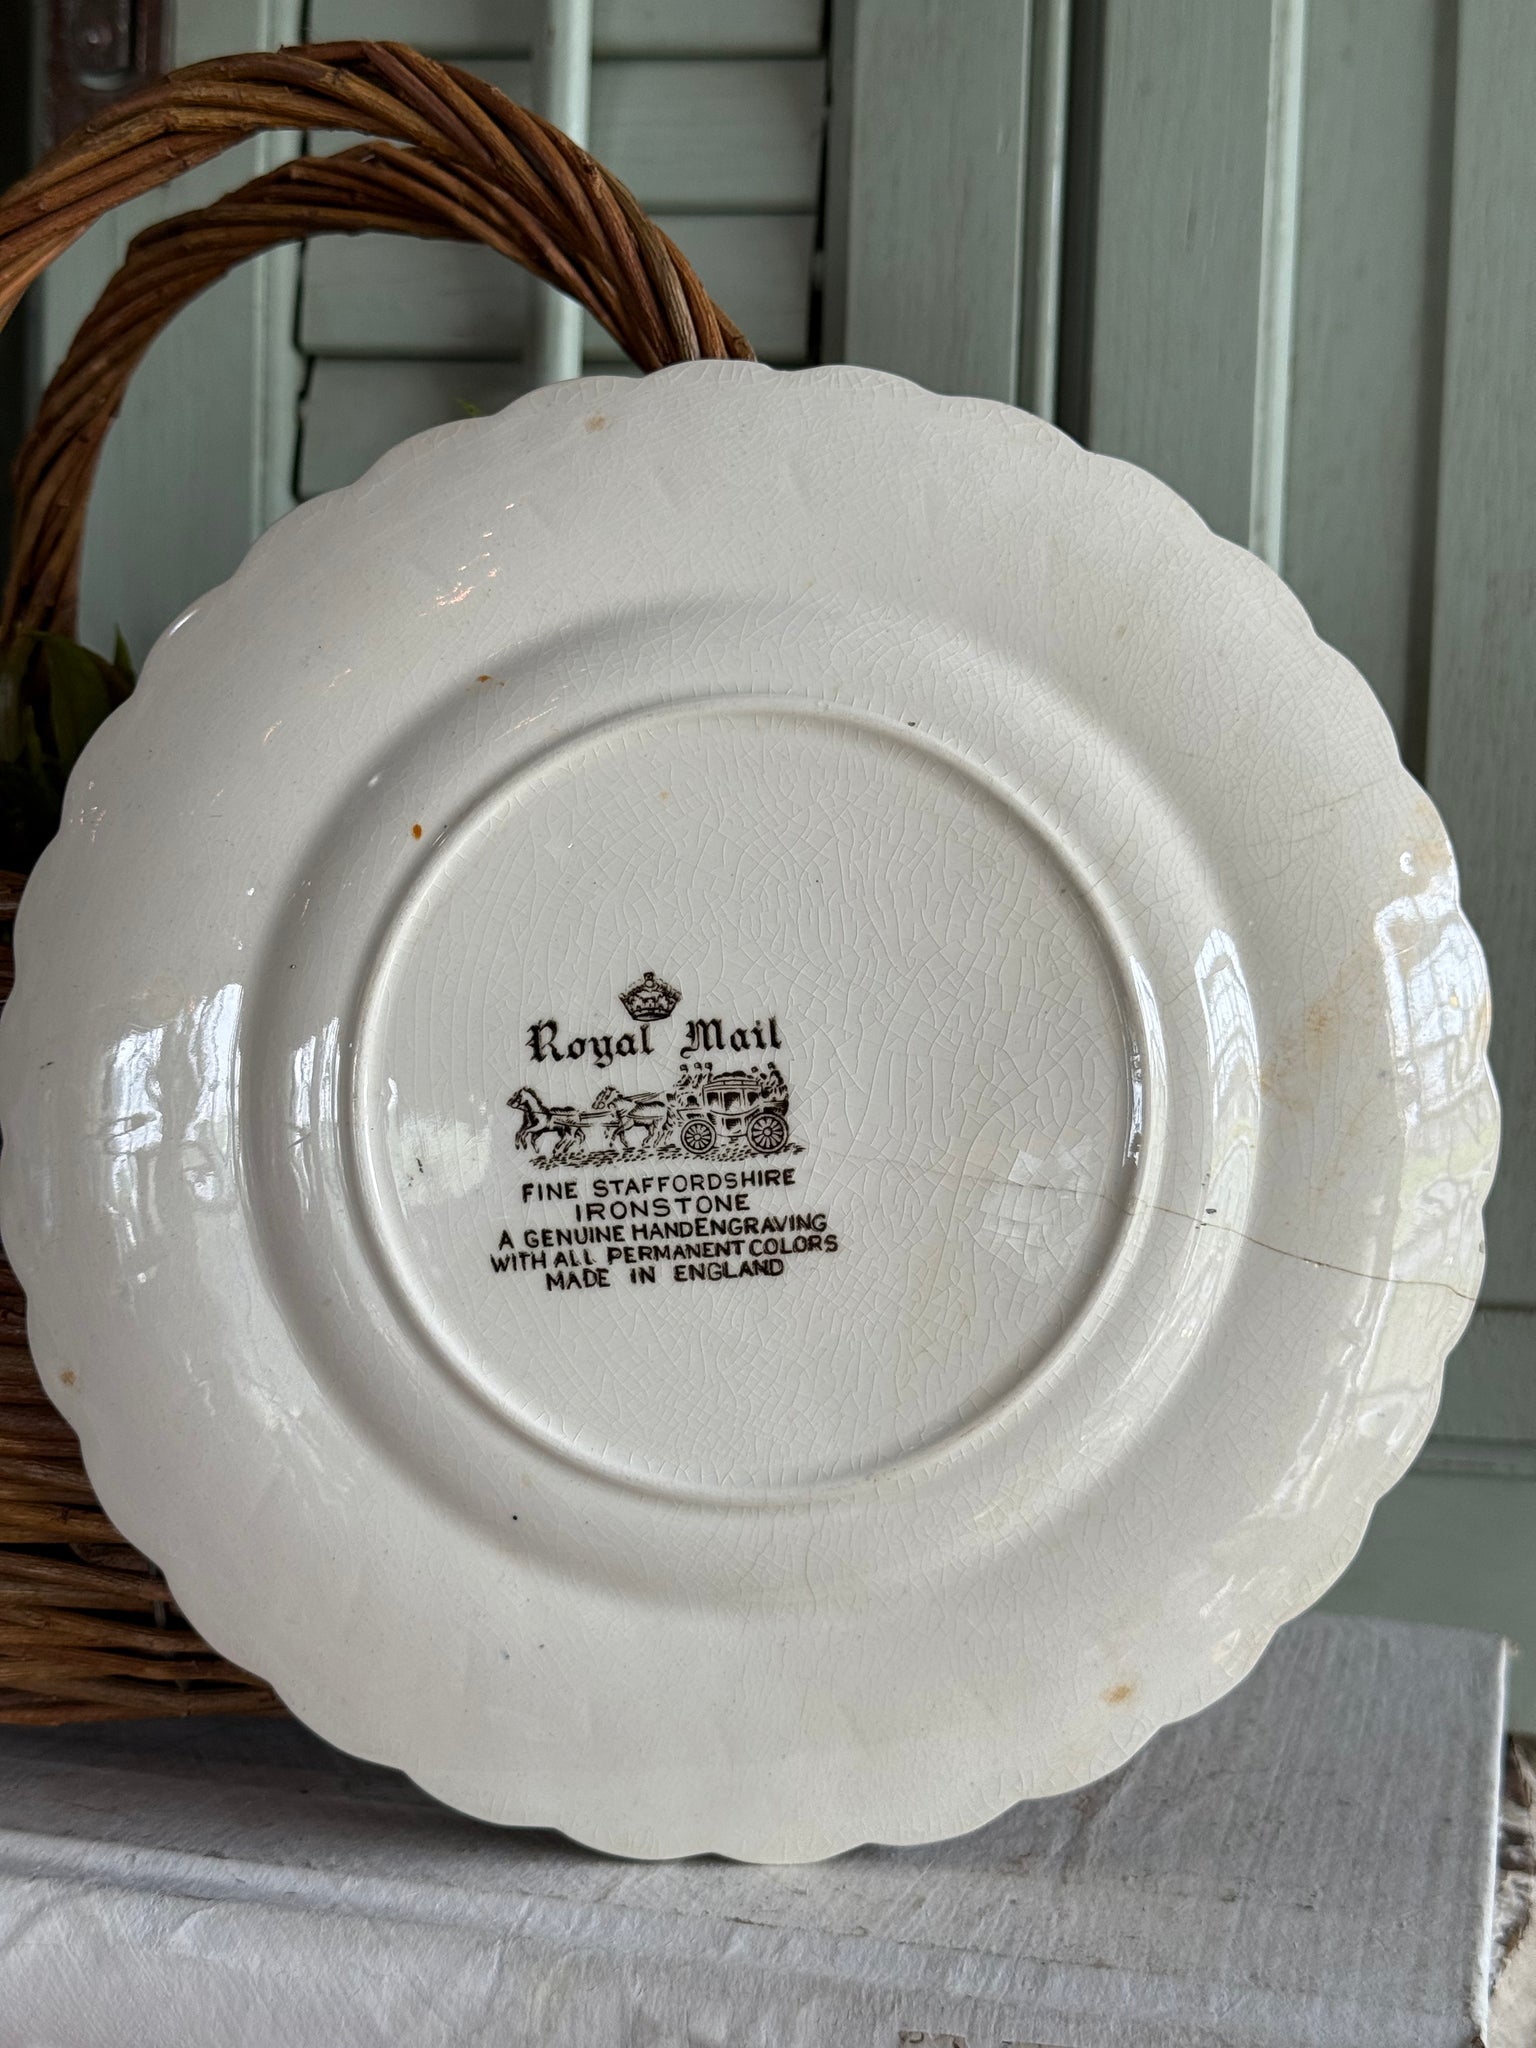 Royal Mail
FINE STAFFORDSHIRE
IRONSTONE
A GENUINE HANDENGRAVING
WITH ALL PERMANENT COLORS
MADE IN ENGLAND